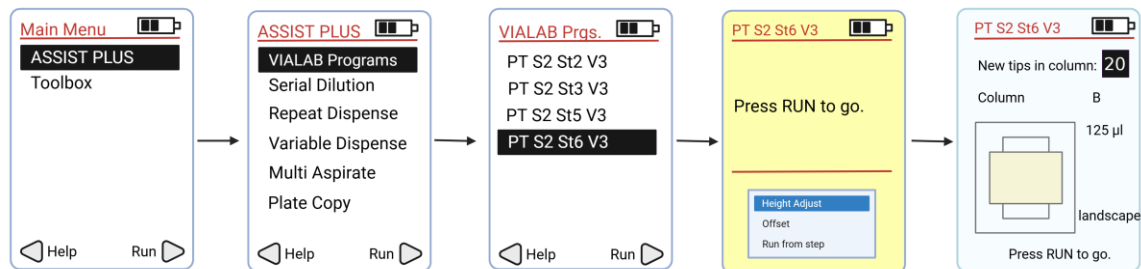 Main Menu
ASSIST PLUS
Toolbox
Help Run
ASSIST PLUS
VIALAB Programs
Serial Dilution
Repeat Dispense
Variable Dispense
Multi Aspirate
Plate Copy
Help Run
VIALAB Prgs.
PT S2 St2 V3
PT S2 St3 V3
PT S2 St5 V3
PT S2 St6 V3
Help Run
PT S2 St6 V3
Press RUN to go.
Height Adjust
Offset
Run from step
PT S2 St6 V3
New tips in column: 20
Column B
125 µl
landscape
Press RUN to go.